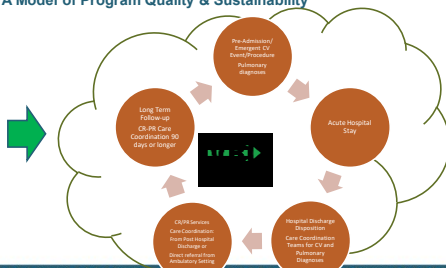 A Model of Program Quality & Sustainability
Pre-Admission/
Emergent CV
Event/Procedure
Pulmonary
diagnoses
Acute Hospital
Stay
Hospital Discharge
Disposition
Care Coordination
Teams for CV and
Pulmonary
Diagnoses
CR/PR Services
Care Coordination:
From Post Hospital
Discharge or
Direct referral from
Ambulatory Setting
Long Term
Follow-up
CR-PR Care
Coordination 90
days or longer